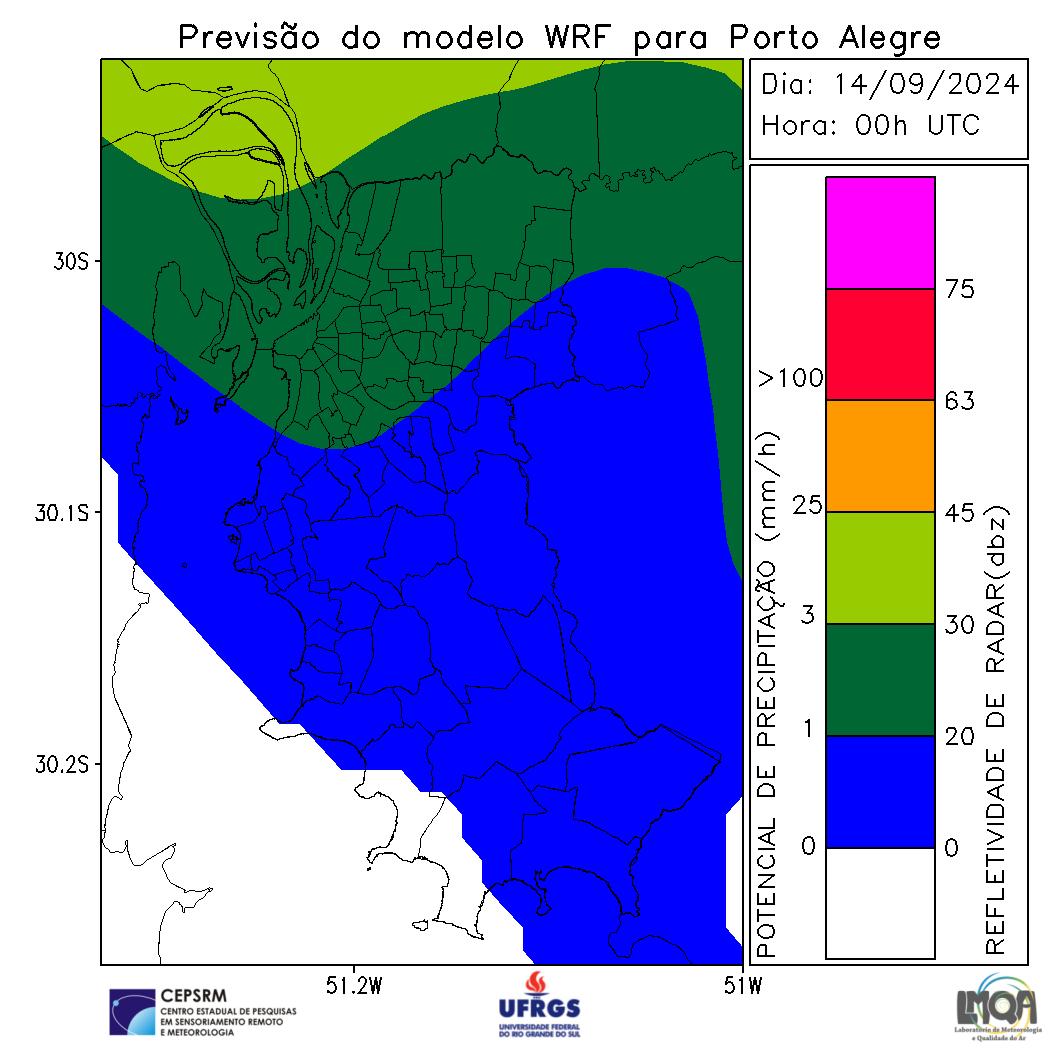 Previsão do modelo WRF para Porto Alegre
Dia: 14/09/2024
Hora: 00h UTC
30S
30.1S
30.2S
51.2W
51W
POTENCIAL DE PRECIPITAÇÃO (mm/h)
>100
25
3
1
0
75
63
45
30
20
0
REFLETIVIDADE DE RADAR(dbz)
CEPSRM
CENTRO ESTADUAL DE PESQUISAS
EM SENSORIAMENTO REMOTO
E METEOROLOGIA
UFRGS
UNIVERSIDADE FEDERAL
DO RIO GRANDE DO SUL
LMQA
Laboratório de Meteorologia
e Qualidade do Ar